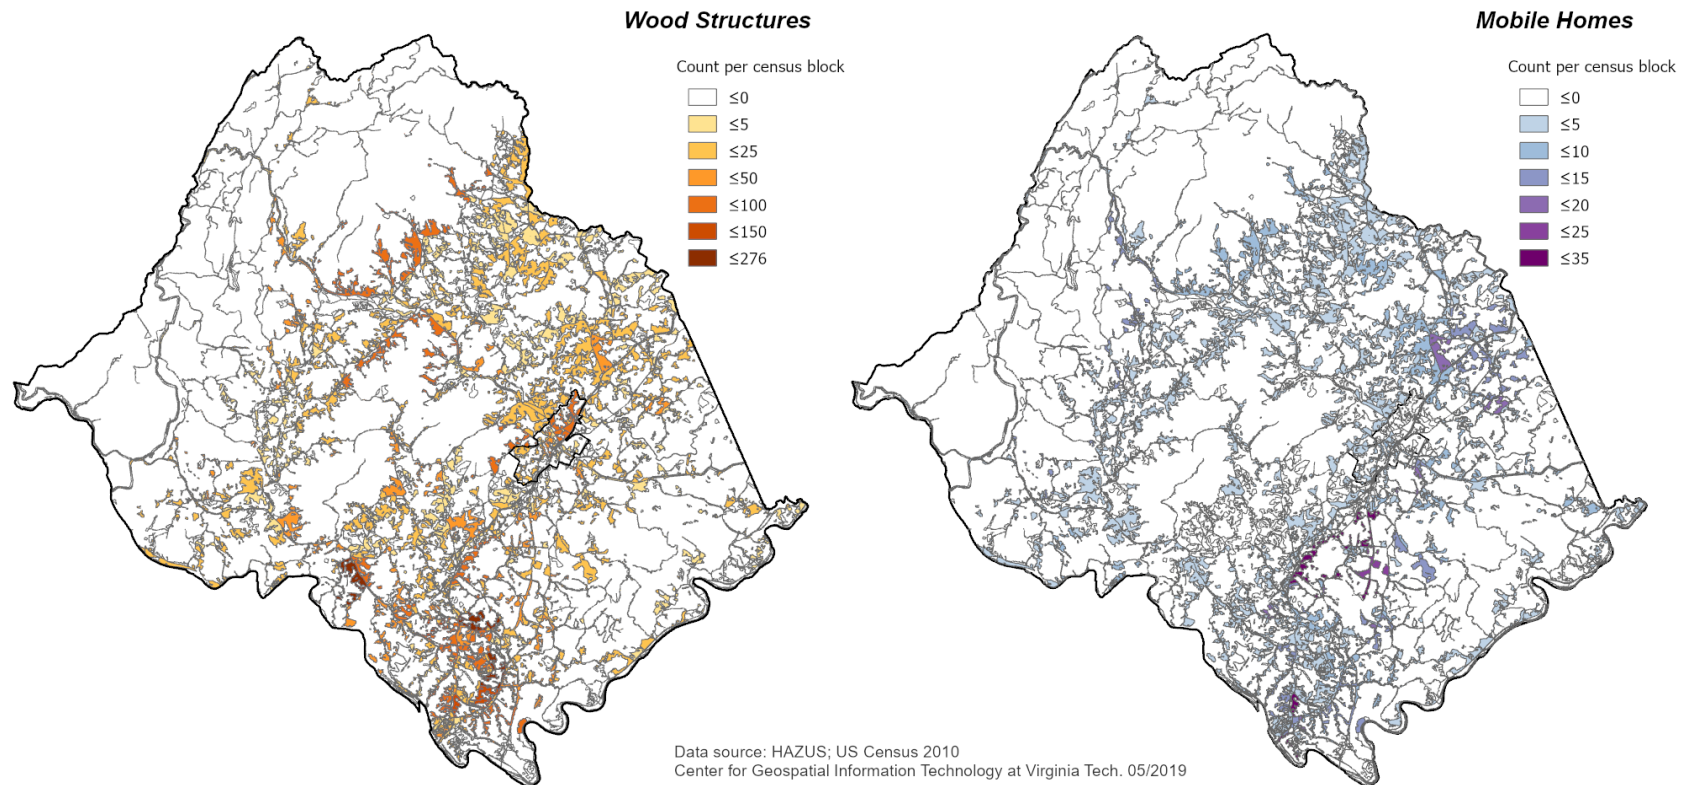 Wood Structures
Count per census block
≤0
≤5
≤25
≤50
≤100
≤150
≤276
Mobile Homes
Count per census block
≤0
≤5
≤10
≤15
≤20
≤25
≤35
Data source: HAZUS; US Census 2010
Center for Geospatial Information Technology at Virginia Tech. 05/2019